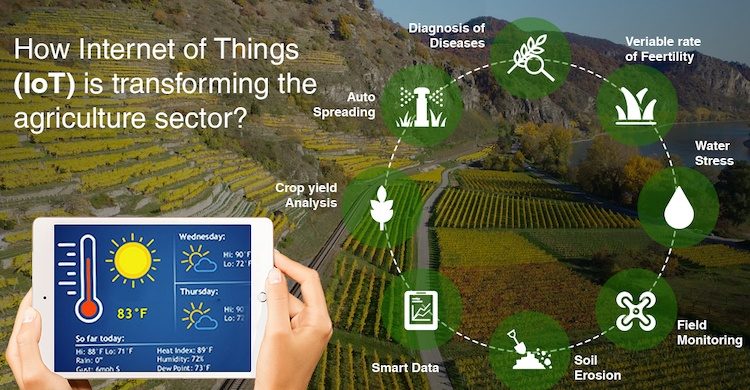 How Internet of Things
(IoT) is transforming the
agriculture sector?
Diagnosis of
Diseases
Veriable rate
of Feertility
Water
Stress
Field
Monitoring
Soil
Erosion
Smart Data
Crop yield
Analysis
Auto
Spreading
83°F
Wednesday:
Hi: 90°F
Lo: 72°F
Thursday:
Hi: 90
Lo: 72
So far today:
Hi: 88°F Lo: 71°F
Rain: 0"
Gust: 6mph S
Heat Index: 89°F
Humidity: 72%
Dew Point: 73°F